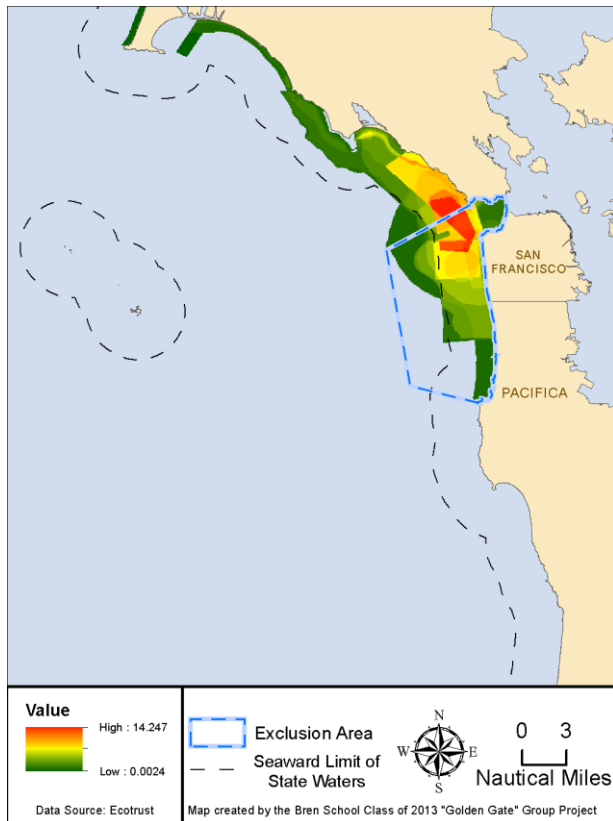 SAN
FRANCISCO
PACIFICA
Value
High : 14.247
Low : 0.0024
Data Source: Ecotrust
Exclusion Area
Seaward Limit of
State Waters
N
W E
S
0 3
Nautical Miles
Map created by the Bren School Class of 2013 "Golden Gate" Group Project